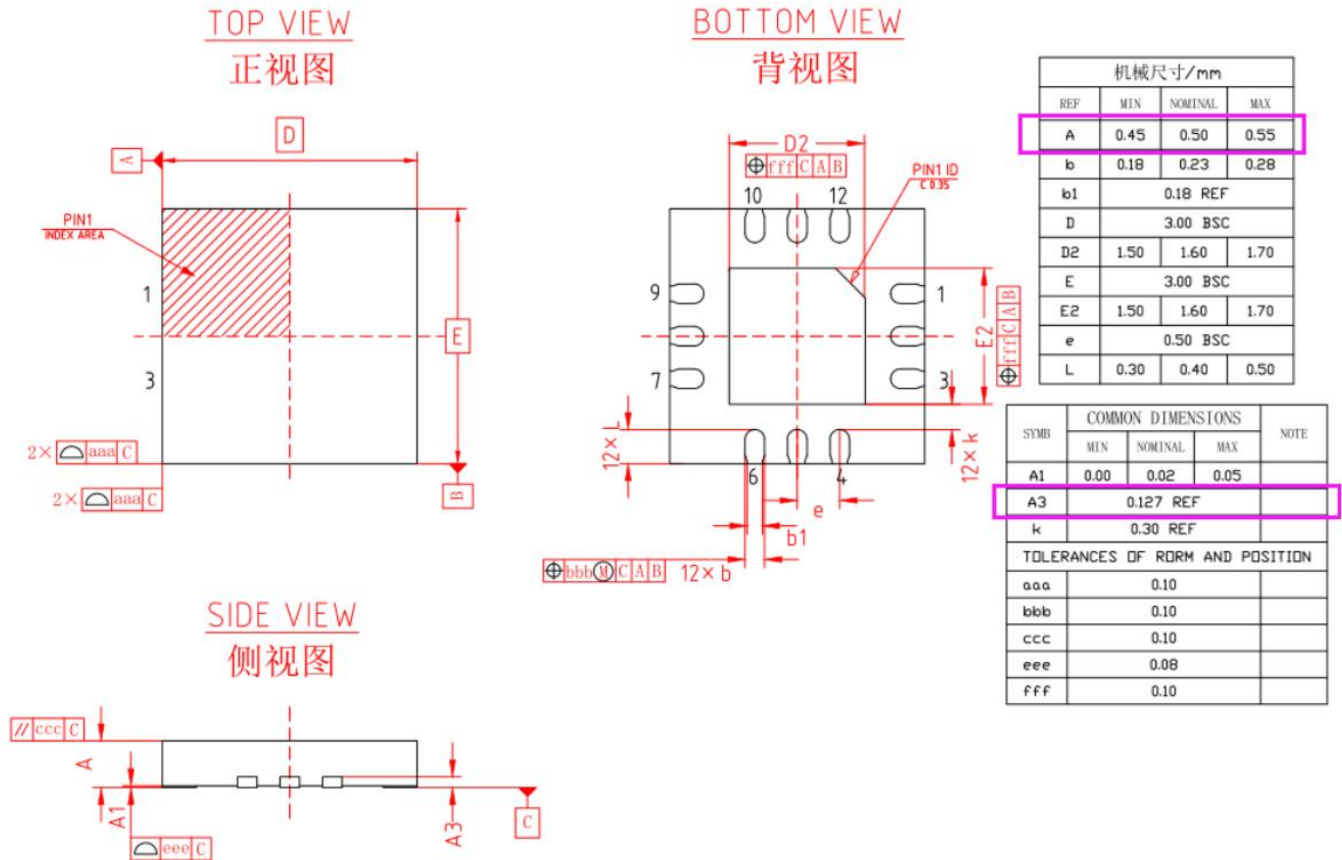 TOP VIEW
正视图
D
A
PIN1
INDEX AREA
1
E
3
2× aaa C
2× aaa C
B
BOTTOM VIEW
背视图
D2
⌖ fff C A B
PIN1 ID
C 0.35
10 12
9 1
E2
⌖ fff C A B
7 3
12× L
12× k
6 4
e
b1
⌖ bbb Ⓜ C A B 12× b
SIDE VIEW
侧视图
// ccc C
A
A1
A3
C
eee C
机械尺寸/mm
REF MIN NOMINAL MAX
A 0.45 0.50 0.55
b 0.18 0.23 0.28
b1 0.18 REF
D 3.00 BSC
D2 1.50 1.60 1.70
E 3.00 BSC
E2 1.50 1.60 1.70
e 0.50 BSC
L 0.30 0.40 0.50
SYMB COMMON DIMENSIONS NOTE
MIN NOMINAL MAX
A1 0.00 0.02 0.05
A3 0.127 REF
k 0.30 REF
TOLERANCES OF RORM AND POSITION
aaa 0.10
bbb 0.10
ccc 0.10
eee 0.08
fff 0.10